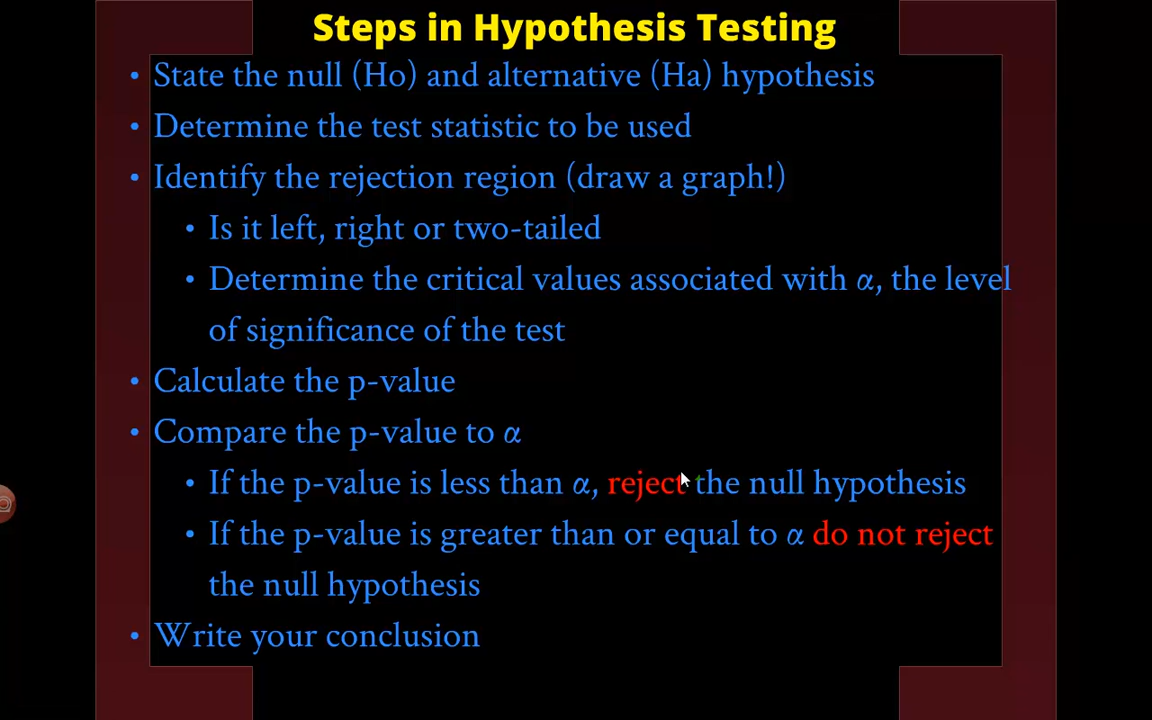 Steps in Hypothesis Testing
• State the null (Ho) and alternative (Ha) hypothesis
• Determine the test statistic to be used
• Identify the rejection region (draw a graph!)
• Is it left, right or two-tailed
• Determine the critical values associated with α, the level
of significance of the test
• Calculate the p-value
• Compare the p-value to α
• If the p-value is less than α, reject the null hypothesis
• If the p-value is greater than or equal to α do not reject
the null hypothesis
• Write your conclusion